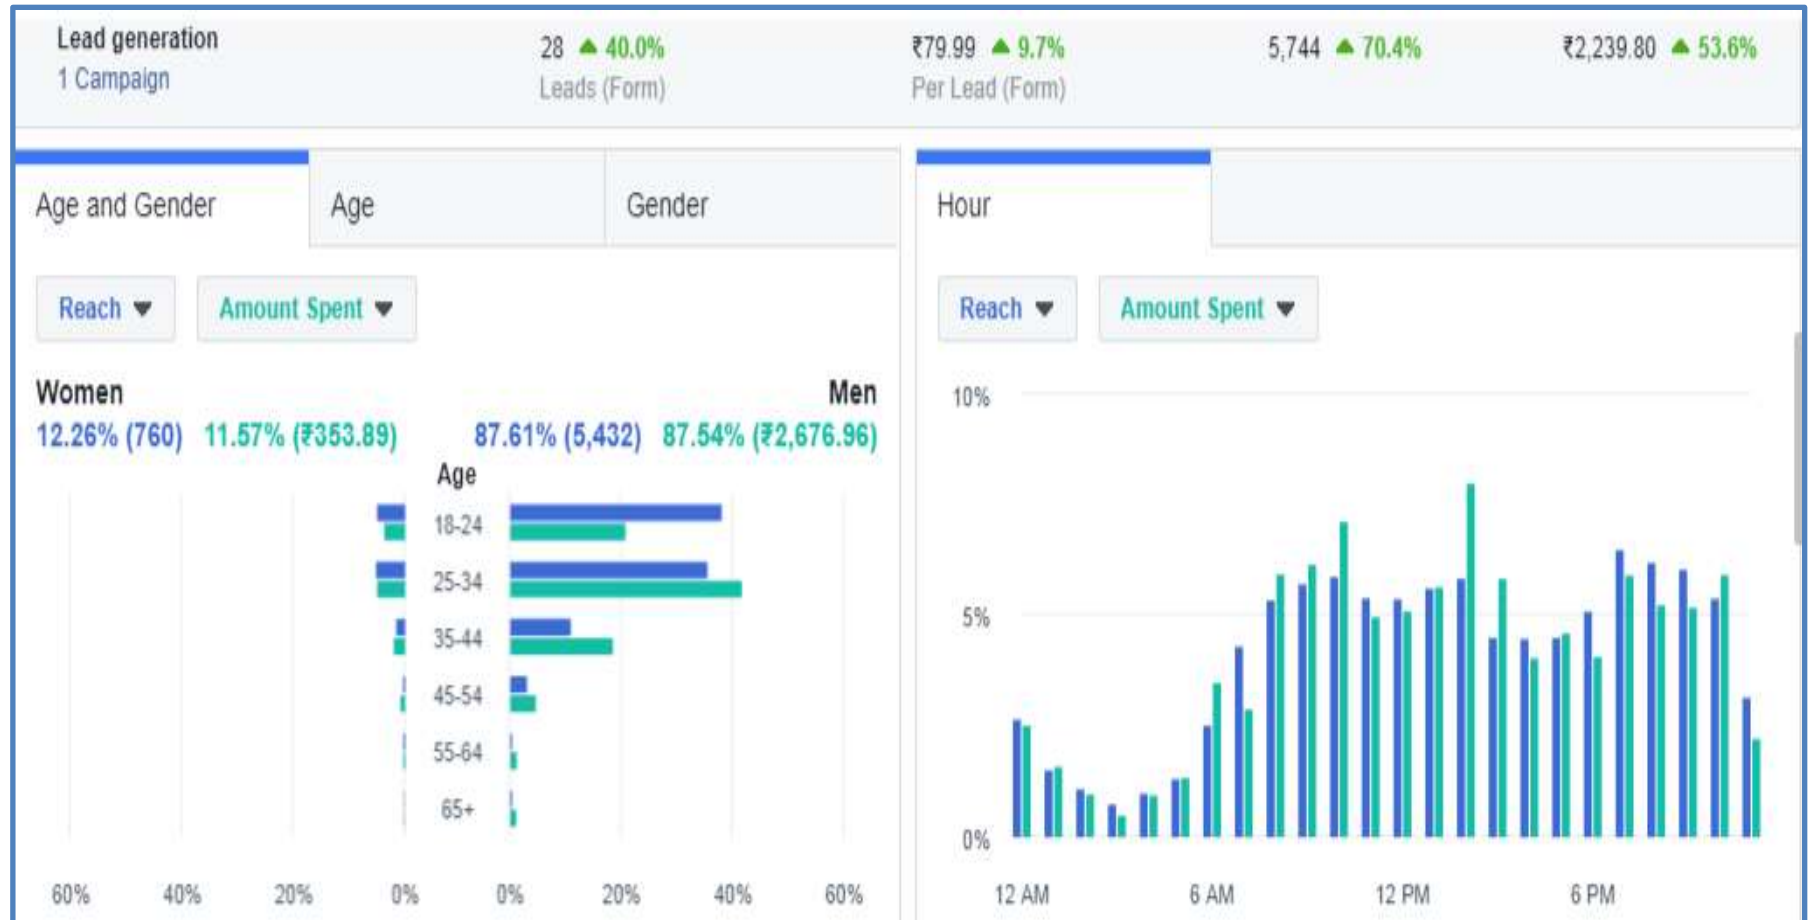 Lead generation
1 Campaign
28 ▲ 40.0%
Leads (Form)
₹79.99 ▲ 9.7%
Per Lead (Form)
5,744 ▲ 70.4%
₹2,239.80 ▲ 53.6%
Age and Gender
Age
Gender
Reach ▼
Amount Spent ▼
Women
12.26% (760) 11.57% (₹353.89)
Men
87.61% (5,432) 87.54% (₹2,676.96)
Age
18-24
25-34
35-44
45-54
55-64
65+
60% 40% 20% 0% 0% 20% 40% 60%
Hour
Reach ▼
Amount Spent ▼
10%
5%
0%
12 AM 6 AM 12 PM 6 PM